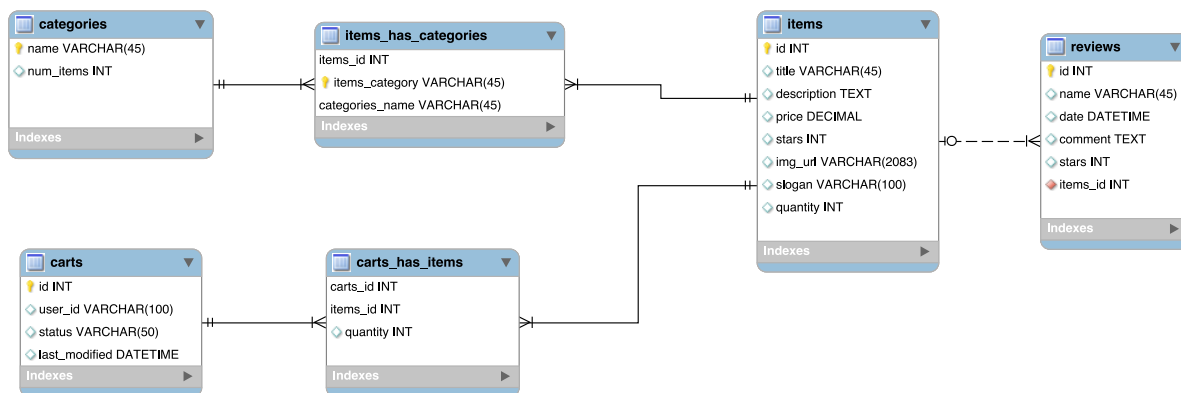 categories
name VARCHAR(45)
num_items INT
Indexes
items_has_categories
items_id INT
items_category VARCHAR(45)
categories_name VARCHAR(45)
Indexes
items
id INT
title VARCHAR(45)
description TEXT
price DECIMAL
stars INT
img_url VARCHAR(2083)
slogan VARCHAR(100)
quantity INT
Indexes
reviews
id INT
name VARCHAR(45)
date DATETIME
comment TEXT
stars INT
items_id INT
Indexes
carts
id INT
user_id VARCHAR(100)
status VARCHAR(50)
last_modified DATETIME
Indexes
carts_has_items
carts_id INT
items_id INT
quantity INT
Indexes